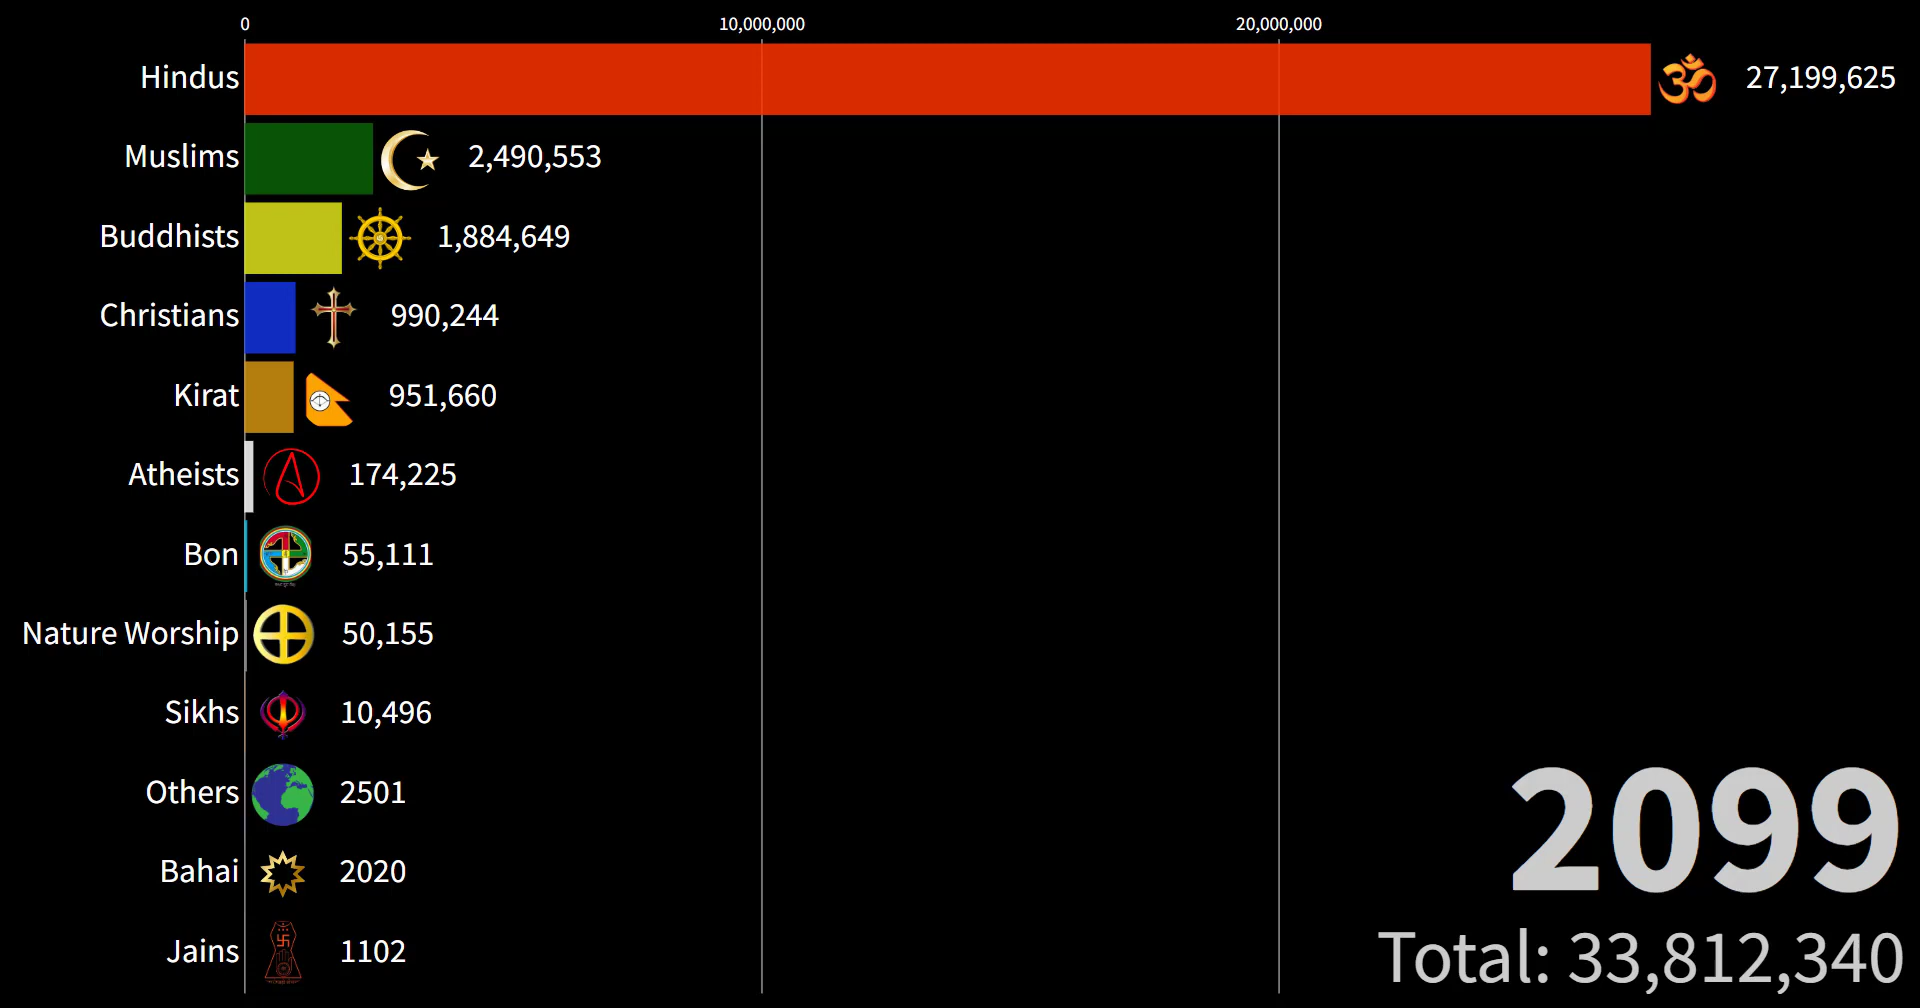 0 10,000,000 20,000,000
Hindus 27,199,625
Muslims 2,490,553
Buddhists 1,884,649
Christians 990,244
Kirat 951,660
Atheists 174,225
Bon 55,111
Nature Worship 50,155
Sikhs 10,496
Others 2501
Bahai 2020
Jains 1102
2099
Total: 33,812,340